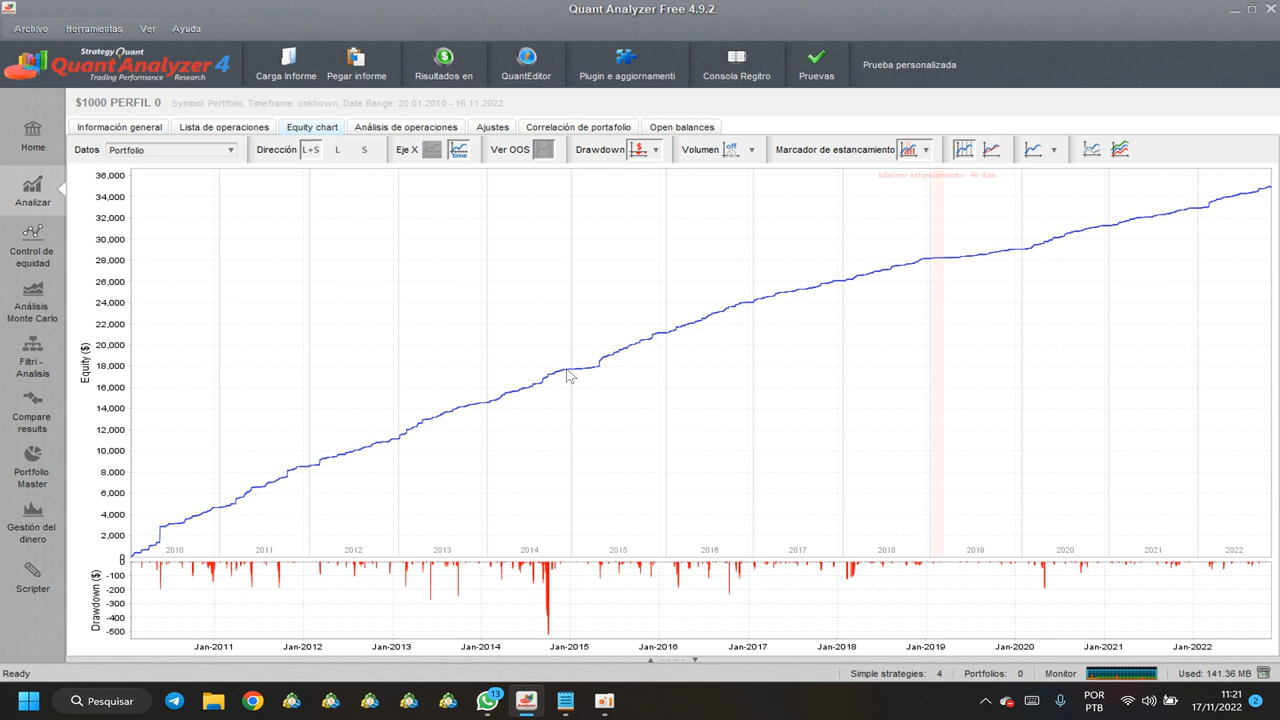 Quant Analyzer Free 4.9.2
Archivo Herramientas Ver Ayuda
Strategy Quant
QuantAnalyzer 4
Trading Performance Research
Carga Informe Pegar informe Risultados en QuantEditor Plugin e aggiornamenti Consola Regitro Pruevas Prueba personalizada
$1000 PERFIL 0 Symbol: Portfolio, Timeframe: unknown, Date Range: 20.01.2010 - 16.11.2022
Información general Lista de operaciones Equity chart Análisis de operaciones Ajustes Correlación de portafolio Open balances
Datos Portfolio Dirección L+S L S Eje X time Ver OOS Drawdown $ Volumen off Marcador de estancamiento
Home
Analizar
Control de
equidad
Análisis
Monte Carlo
Filtri -
Analisis
Compare
results
Portfolio
Master
Gestión del
dinero
Scripter
Máximo estancamiento: 46 dias
Equity ($)
36,000
34,000
32,000
30,000
28,000
26,000
24,000
22,000
20,000
18,000
16,000
14,000
12,000
10,000
8,000
6,000
4,000
2,000
0
2010 2011 2012 2013 2014 2015 2016 2017 2018 2019 2020 2021 2022
Drawdown ($)
0
-100
-200
-300
-400
-500
Jan-2011 Jan-2012 Jan-2013 Jan-2014 Jan-2015 Jan-2016 Jan-2017 Jan-2018 Jan-2019 Jan-2020 Jan-2021 Jan-2022
Ready Simple strategies: 4 Portfolios: 0 Monitor Used: 141.36 MB
Pesquisar 13 POR
PTB
11:21
17/11/2022
2